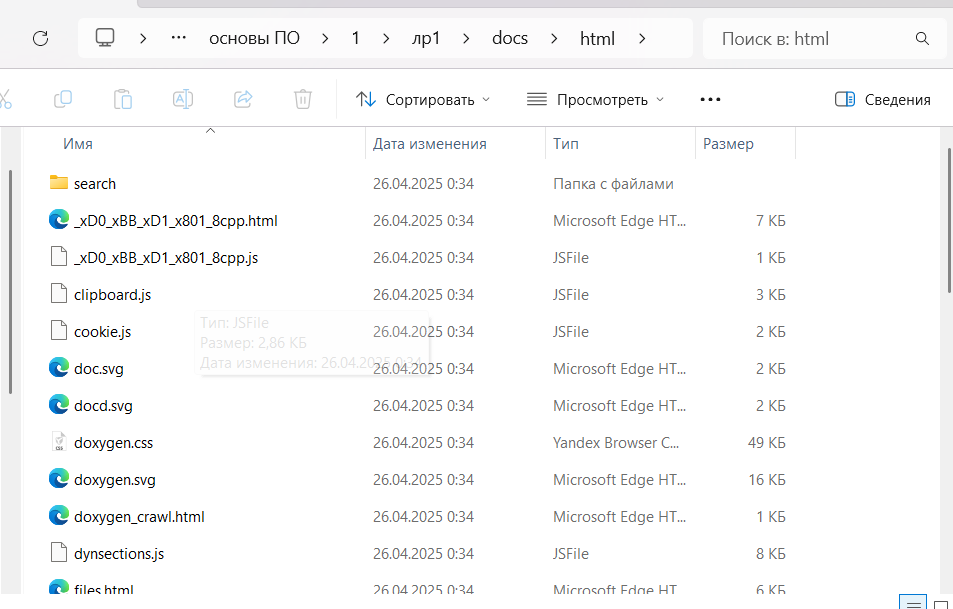 основы ПО > 1 > лр1 > docs > html >
Поиск в: html
Сортировать
Просмотреть
Сведения
Имя Дата изменения Тип Размер
search 26.04.2025 0:34 Папка с файлами
_xD0_xBB_xD1_x801_8cpp.html 26.04.2025 0:34 Microsoft Edge HT... 7 КБ
_xD0_xBB_xD1_x801_8cpp.js 26.04.2025 0:34 JSFile 1 КБ
clipboard.js 26.04.2025 0:34 JSFile 3 КБ
Тип: JSFile
cookie.js 26.04.2025 0:34 JSFile 2 КБ
Размер: 2,86 КБ
Дата изменения: 26.04.2025 0:34
doc.svg 26.04.2025 0:34 Microsoft Edge HT... 2 КБ
docd.svg 26.04.2025 0:34 Microsoft Edge HT... 2 КБ
doxygen.css 26.04.2025 0:34 Yandex Browser C... 49 КБ
doxygen.svg 26.04.2025 0:34 Microsoft Edge HT... 16 КБ
doxygen_crawl.html 26.04.2025 0:34 Microsoft Edge HT... 1 КБ
dynsections.js 26.04.2025 0:34 JSFile 8 КБ
files.html 26.04.2025 0:34 Microsoft Edge HT... 6 КБ